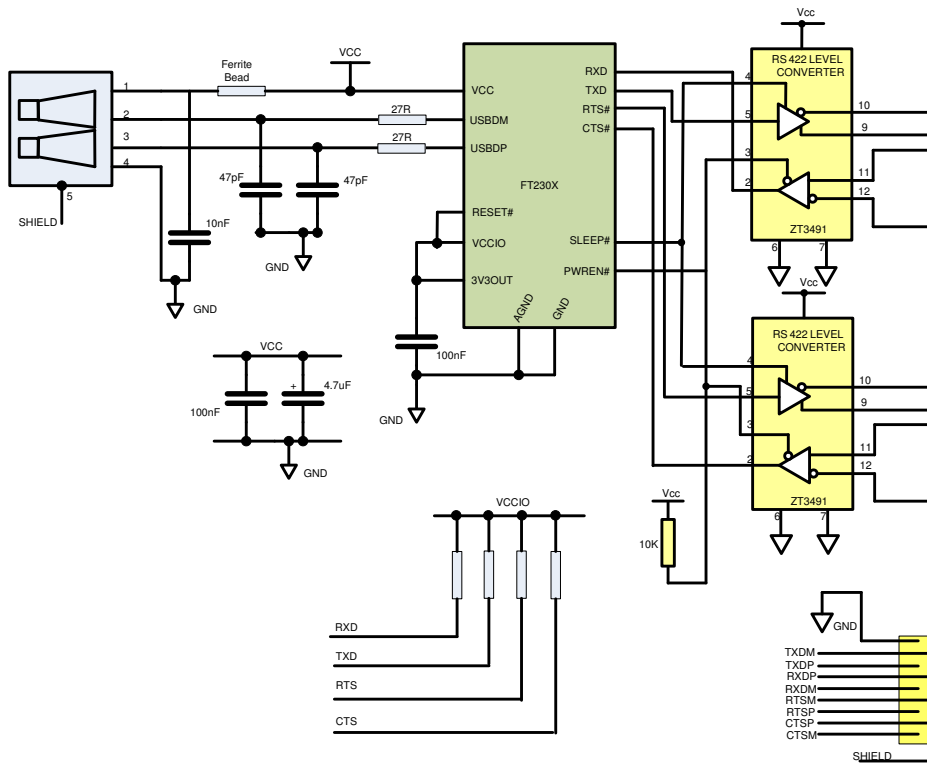 Vcc
RS 422 LEVEL
CONVERTER
4
10
5
9
3
11
2
12
ZT3491
6
7
Ferrite
Bead
VCC
1
2
3
4
5
SHIELD
27R
27R
47pF
47pF
10nF
GND
GND
VCC
USBDM
USBDP
FT230X
RESET#
VCCIO
3V3OUT
AGND
GND
RXD
TXD
RTS#
CTS#
SLEEP#
PWREN#
100nF
GND
VCC
100nF
+
4.7uF
GND
Vcc
RS 422 LEVEL
CONVERTER
4
10
5
9
3
11
2
12
ZT3491
6
7
Vcc
10K
VCCIO
RXD
TXD
RTS
CTS
GND
TXDM
TXDP
RXDP
RXDM
RTSM
RTSP
CTSP
CTSM
SHIELD